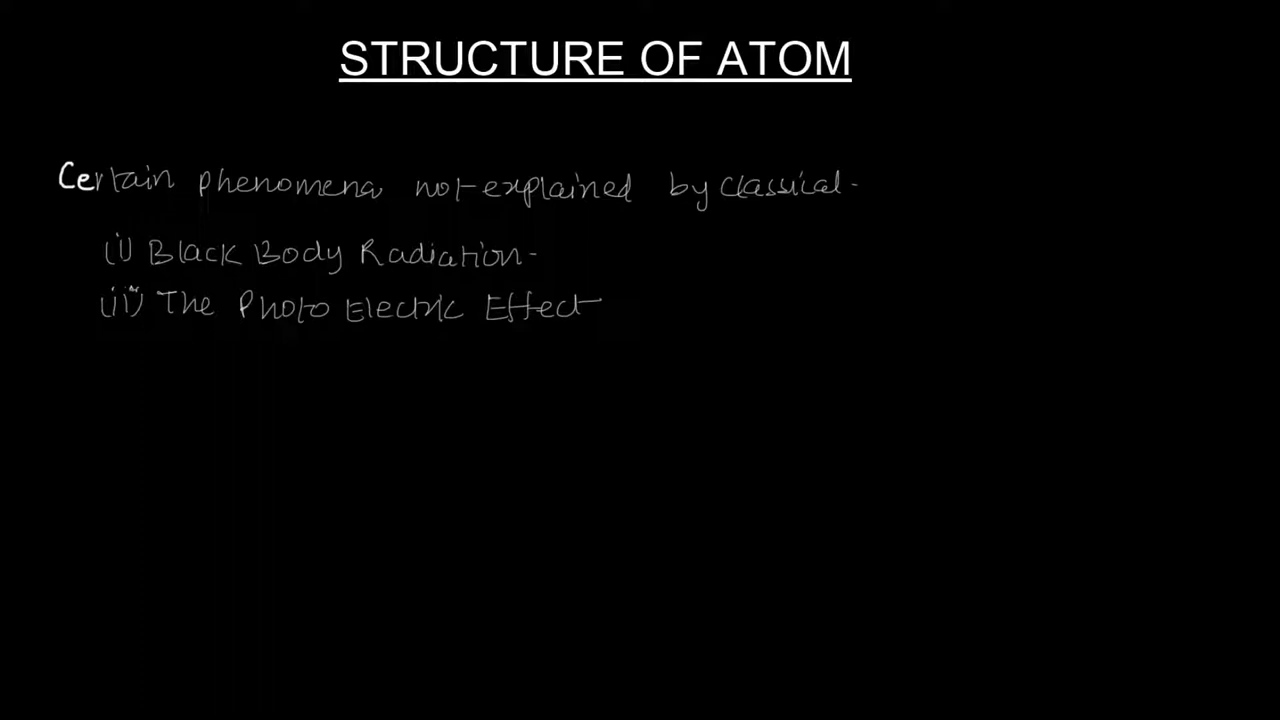 STRUCTURE OF ATOM
Certain phenomena not explained by classical.
(i) Black Body Radiation.
(ii) The Photo Electric Effect